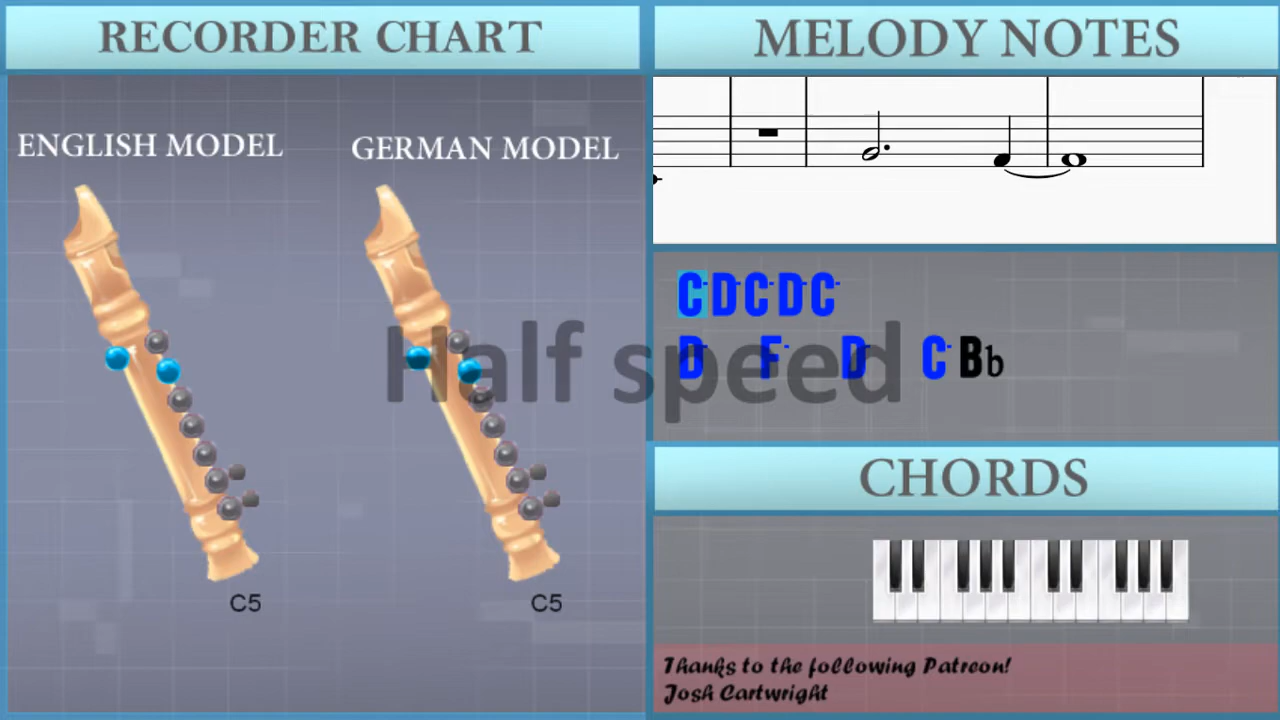 RECORDER CHART
MELODY NOTES
ENGLISH MODEL
GERMAN MODEL
C5
C5
C D C D C
D F D C Bb
Half speed
CHORDS
Thanks to the following Patreon!
Josh Cartwright